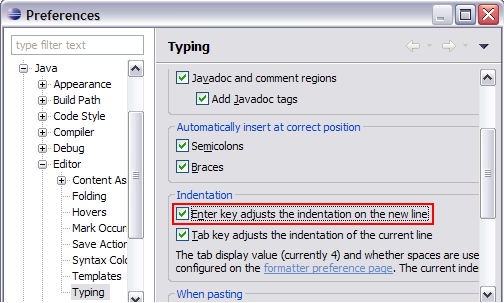 Preferences
type filter text
Java
Appearance
Build Path
Code Style
Compiler
Debug
Editor
Content As
Folding
Hovers
Mark Occur
Save Action
Syntax Colo
Templates
Typing
Typing
Javadoc and comment regions
Add Javadoc tags
Automatically insert at correct position
Semicolons
Braces
Indentation
Enter key adjusts the indentation on the new line
Tab key adjusts the indentation of the current line
The tab display value (currently 4) and whether spaces are use
configured on the formatter preference page. The current inden
When pasting